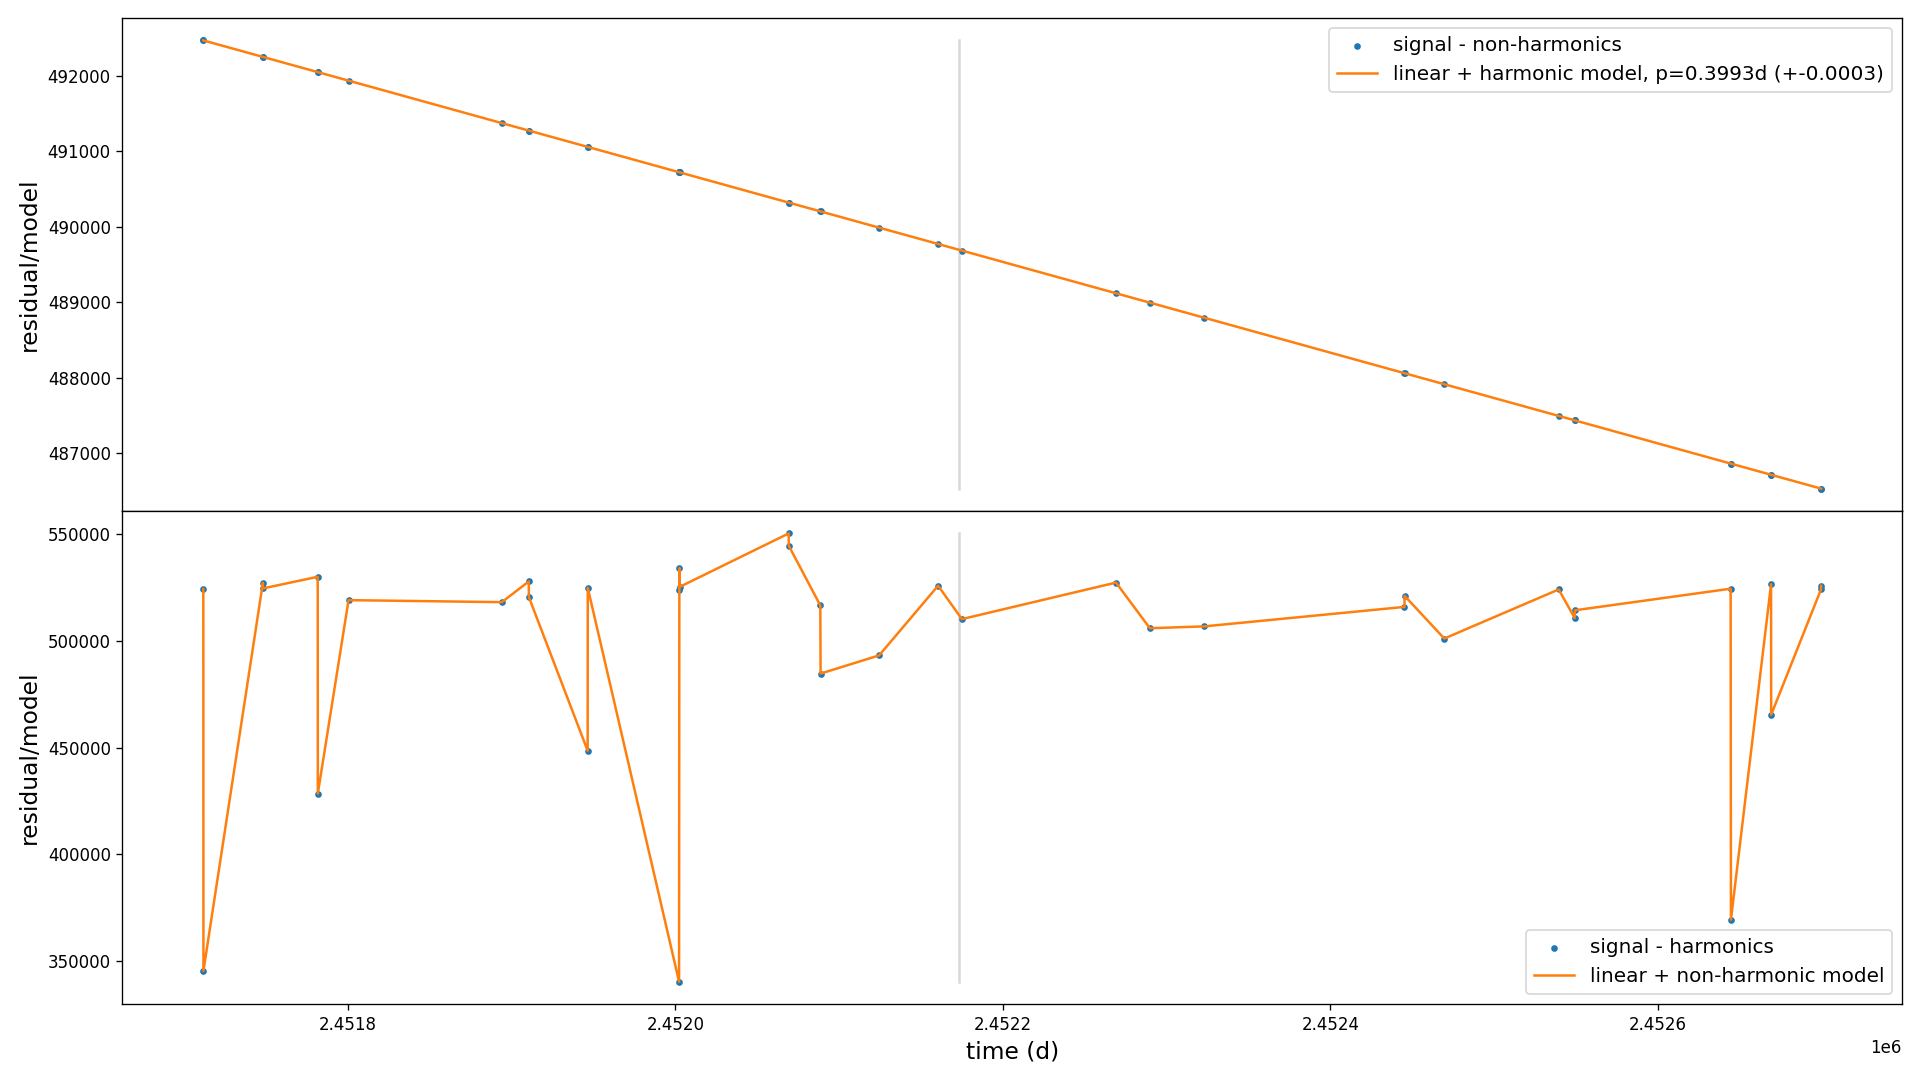 signal - non-harmonics
linear + harmonic model, p=0.3993d (+-0.0003)
492000
491000
490000
489000
488000
487000
residual/model
550000
500000
450000
400000
350000
residual/model
signal - harmonics
linear + non-harmonic model
2.4518
2.4520
2.4522
2.4524
2.4526
1e6
time (d)